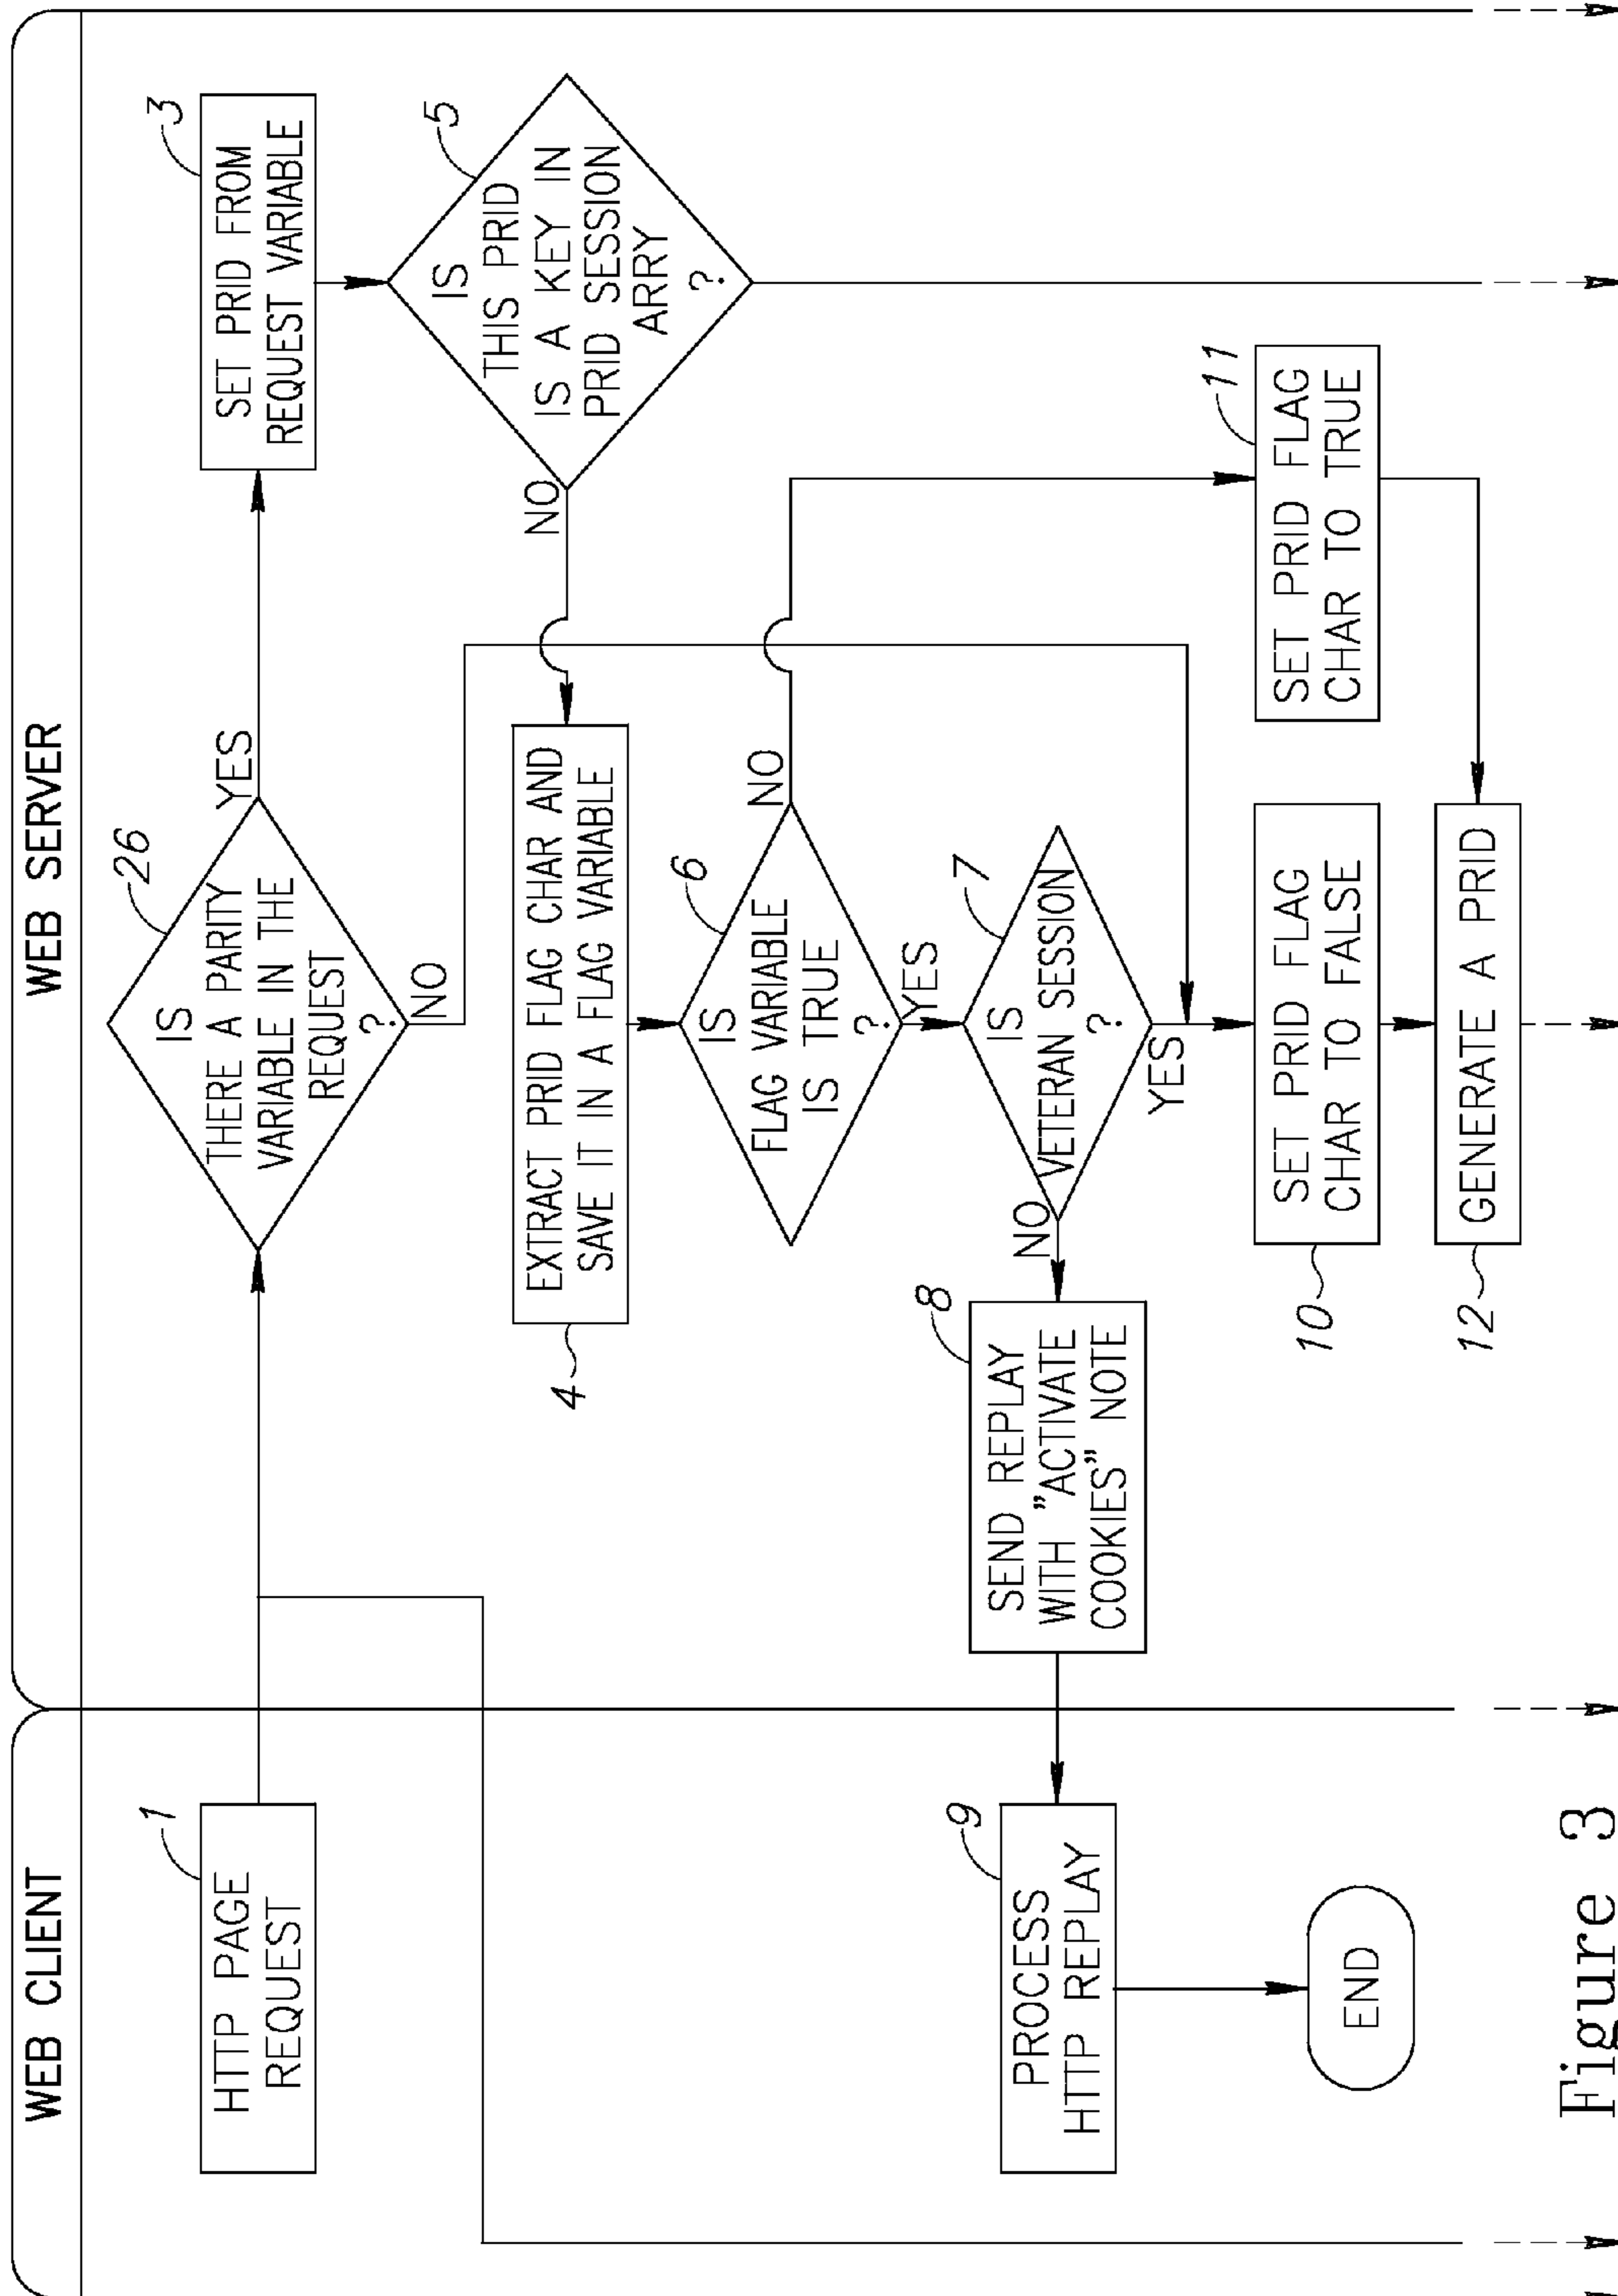 WEB CLIENT
WEB SERVER
1
HTTP PAGE
REQUEST
26
IS
THERE A PARITY
VARIABLE IN THE
REQUEST
?
YES
NO
3
SET PRID FROM
REQUEST VARIABLE
5
IS
THIS PRID
IS A KEY IN
PRID SESSION
ARRY
?
NO
4
EXTRACT PRID FLAG CHAR AND
SAVE IT IN A FLAG VARIABLE
6
IS
FLAG VARIABLE
IS TRUE
?
NO
YES
7
IS
VETERAN SESSION
?
NO
YES
8
SEND REPLAY
WITH "ACTIVATE
COOKIES" NOTE
9
PROCESS
HTTP REPLAY
END
10
SET PRID FLAG
CHAR TO FALSE
11
SET PRID FLAG
CHAR TO TRUE
12
GENERATE A PRID
Figure 3